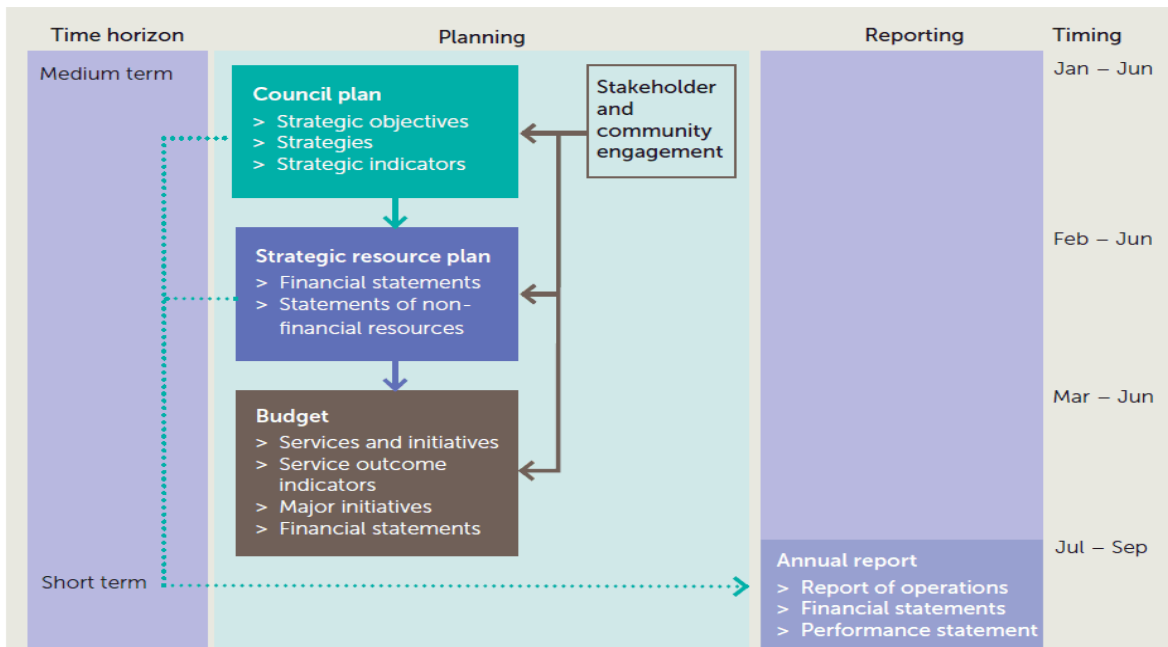 Time horizon
Planning
Reporting
Timing
Medium term
Jan – Jun
Council plan
> Strategic objectives
> Strategies
> Strategic indicators
Stakeholder
and
community
engagement
Feb – Jun
Strategic resource plan
> Financial statements
> Statements of non-
financial resources
Mar – Jun
Budget
> Services and initiatives
> Service outcome
indicators
> Major initiatives
> Financial statements
Jul – Sep
Short term
Annual report
> Report of operations
> Financial statements
> Performance statement